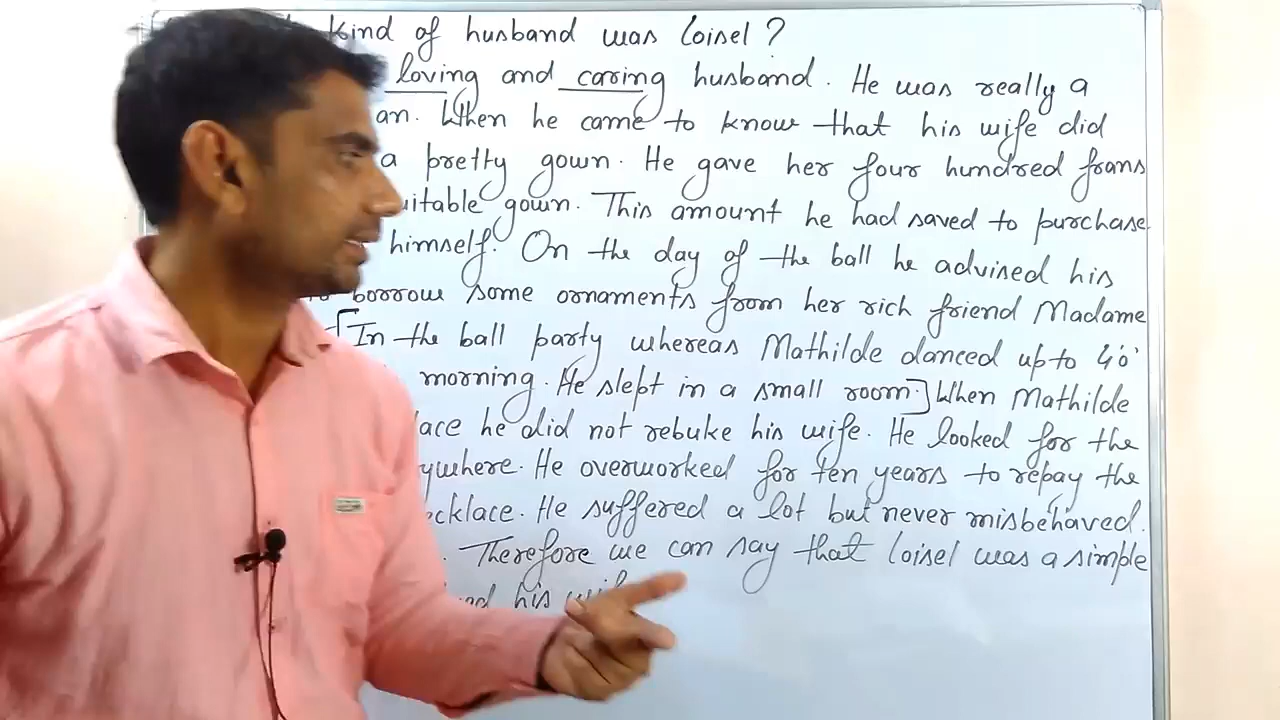 kind of husband was Loisel ?
loving and caring husband. He was really a
an. When he came to know that his wife did
a pretty gown. He gave her four hundred frans
uitable gown. This amount he had saved to purchase
himself. On the day of the ball he advised his
to borrow some ornaments from her rich friend Madame
[In the ball party whereas Mathilde danced up to 4'o'
morning. He slept in a small room.] When Mathilde
lace he did not rebuke his wife. He looked for the
ywhere. He overworked for ten years to repay the
ecklace. He suffered a lot but never misbehaved.
. Therefore we can say that Loisel was a simple
his